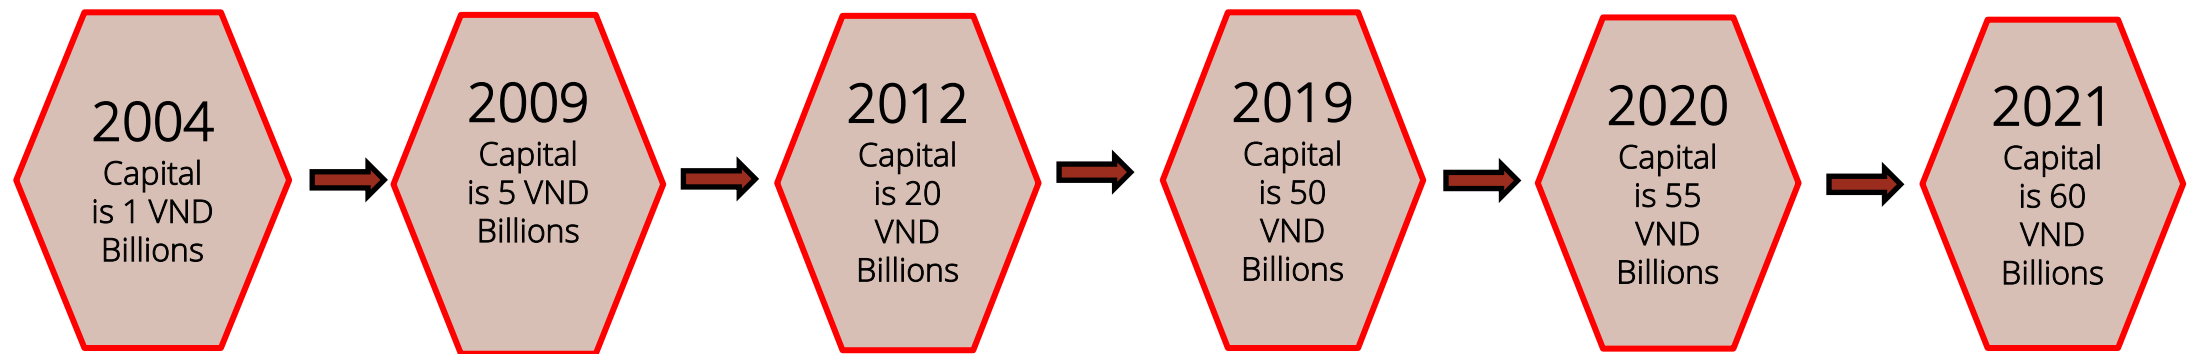 2004
Capital
is 1 VND
Billions
2009
Capital
is 5 VND
Billions
2012
Capital
is 20
VND
Billions
2019
Capital
is 50
VND
Billions
2020
Capital
is 55
VND
Billions
2021
Capital
is 60
VND
Billions